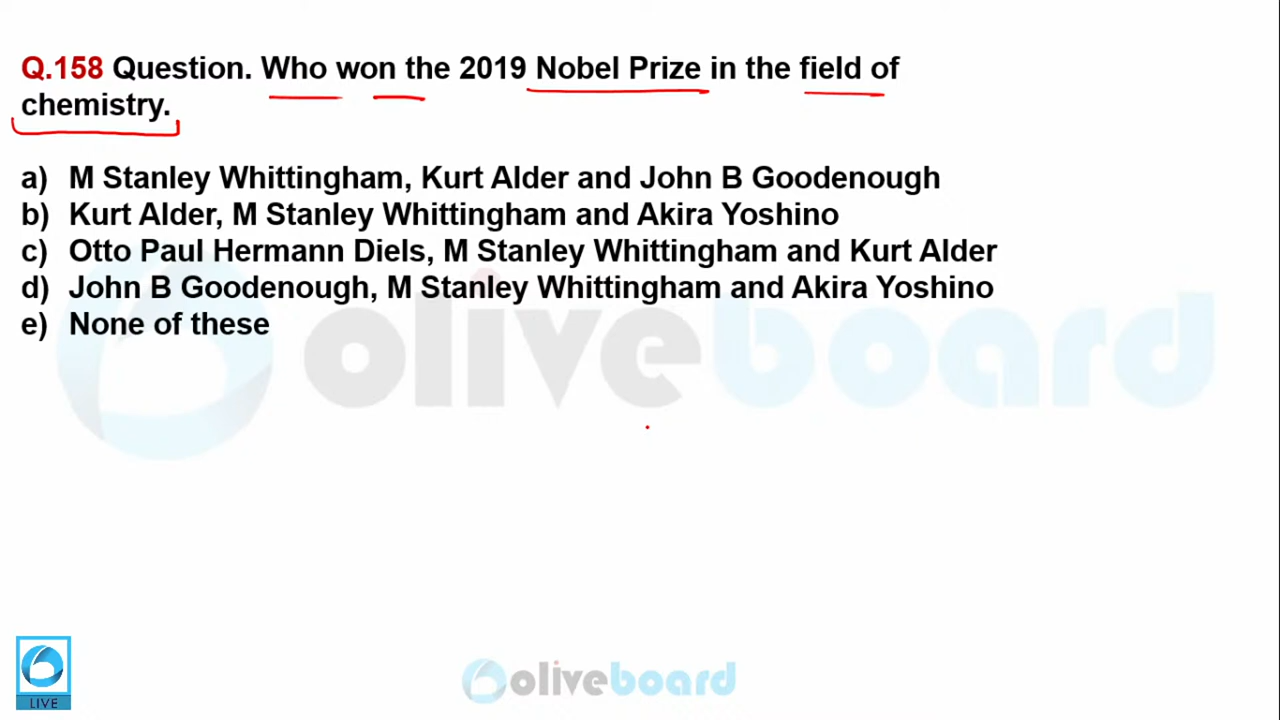 Q.158 Question. Who won the 2019 Nobel Prize in the field of
chemistry.
a) M Stanley Whittingham, Kurt Alder and John B Goodenough
b) Kurt Alder, M Stanley Whittingham and Akira Yoshino
c) Otto Paul Hermann Diels, M Stanley Whittingham and Kurt Alder
d) John B Goodenough, M Stanley Whittingham and Akira Yoshino
e) None of these
oliveboard
LIVE
oliveboard